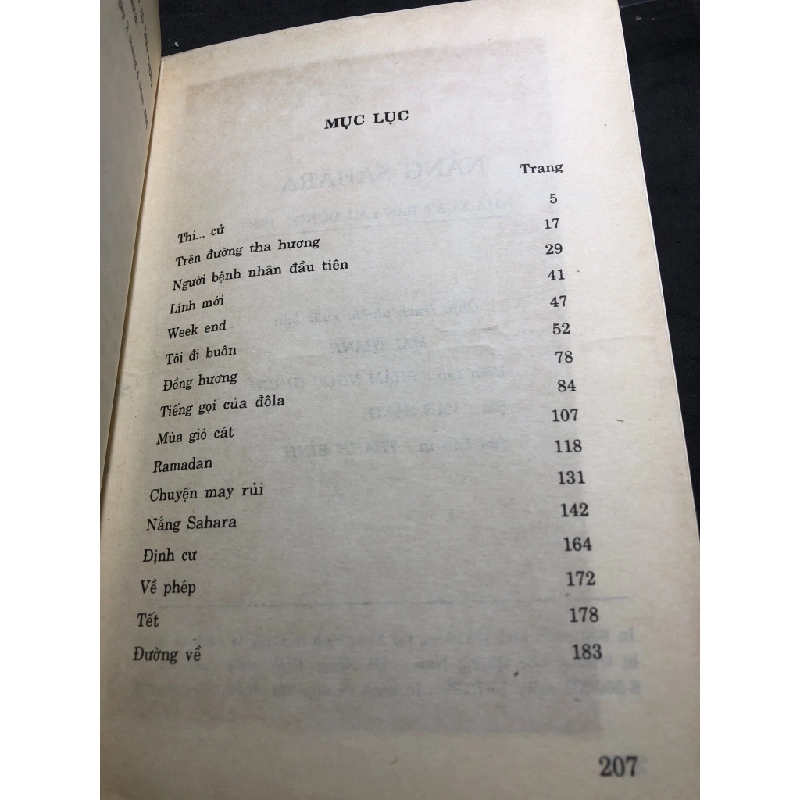 MỤC LỤC
Trang
Thi... cử 5
Trên đường tha hương 17
Người bệnh nhân đầu tiên 29
Lính mới 41
Week end 47
Tôi đi buôn 52
Đồng hương 78
Tiếng gọi của đôla 84
Mùa gió cát 107
Ramadan 118
Chuyện may rủi 131
Nắng Sahara 142
Định cư 164
Về phép 172
Tết 178
Đường về 183
207